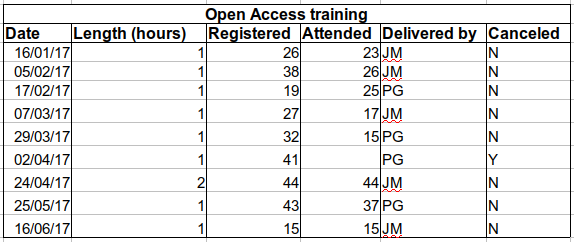 Open Access training
Date Length (hours) Registered Attended Delivered by Canceled
16/01/17 1 26 23 JM N
05/02/17 1 38 26 JM N
17/02/17 1 19 25 PG N
07/03/17 1 27 17 JM N
29/03/17 1 32 15 PG N
02/04/17 1 41 PG Y
24/04/17 2 44 44 JM N
25/05/17 1 43 37 PG N
16/06/17 1 15 15 JM N